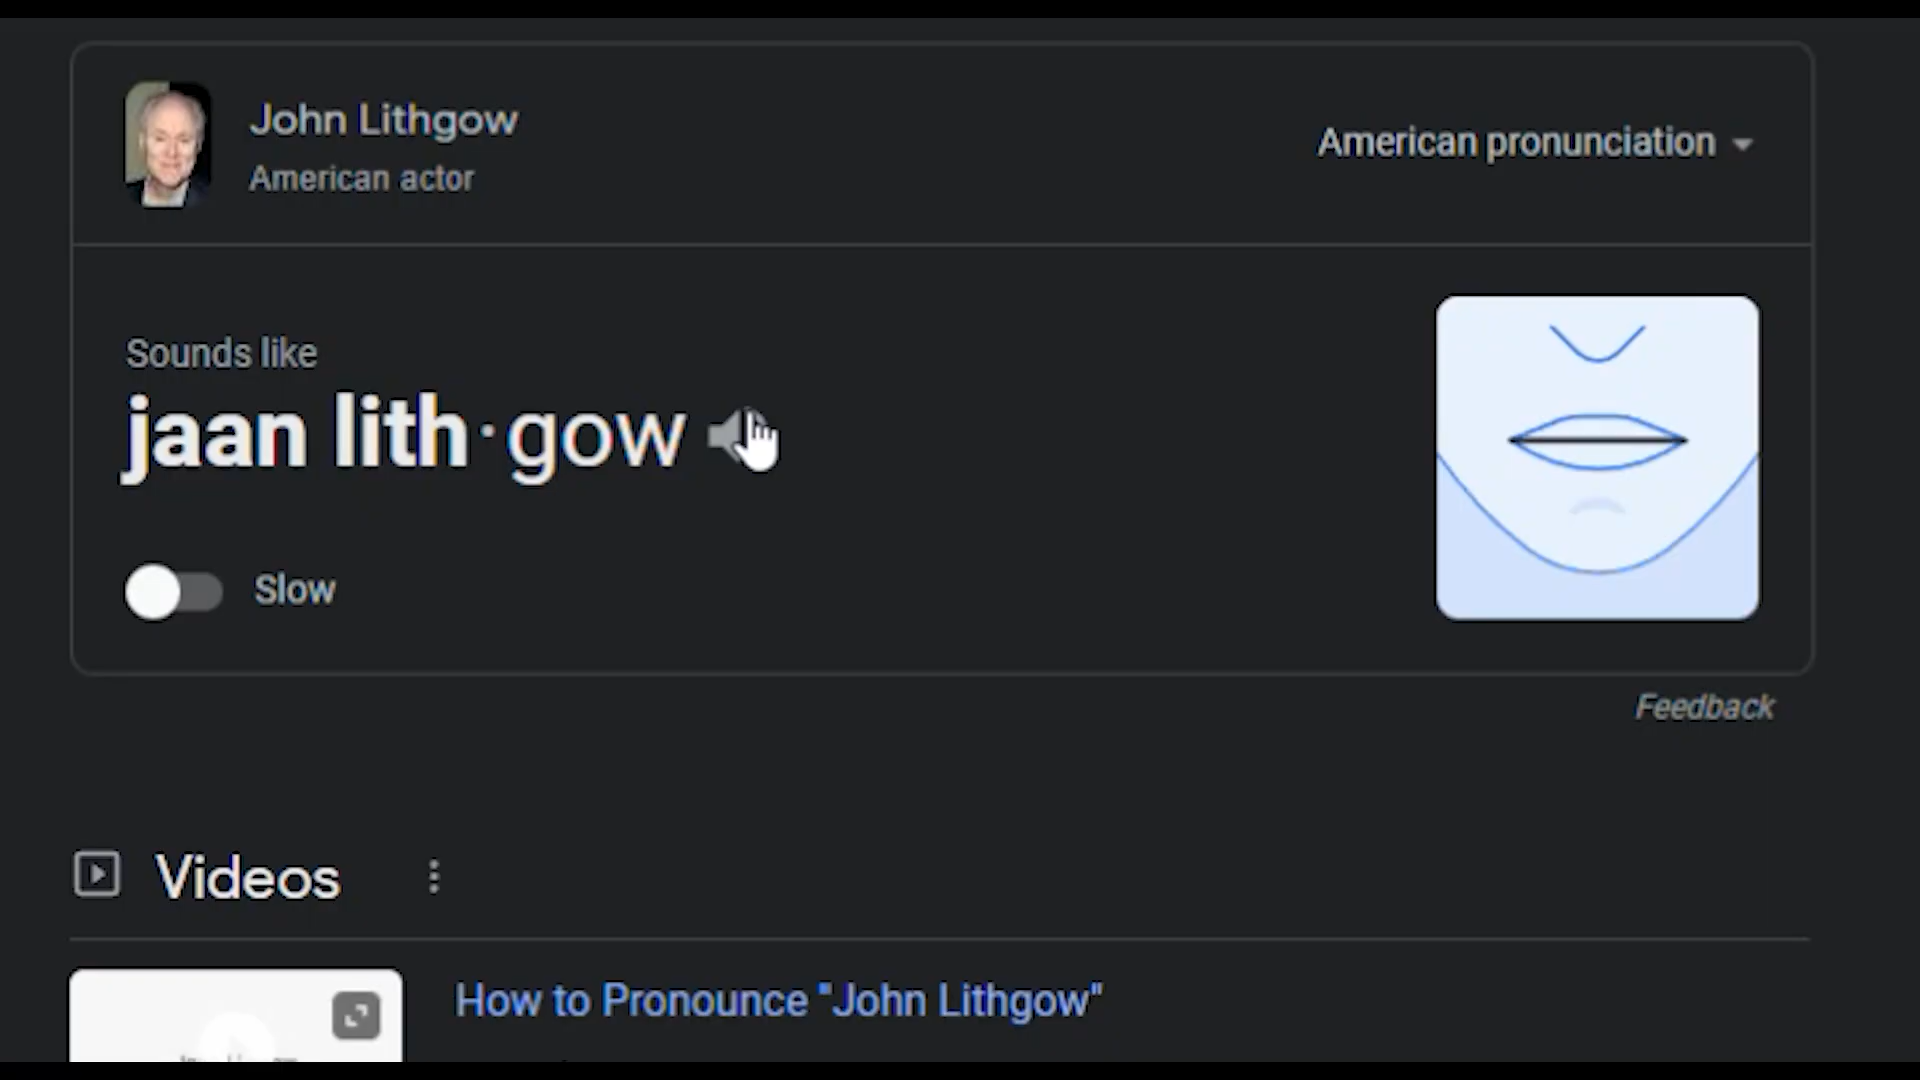 John Lithgow
American actor
American pronunciation
Sounds like
jaan lith·gow
Slow
Feedback
Videos
How to Pronounce "John Lithgow"